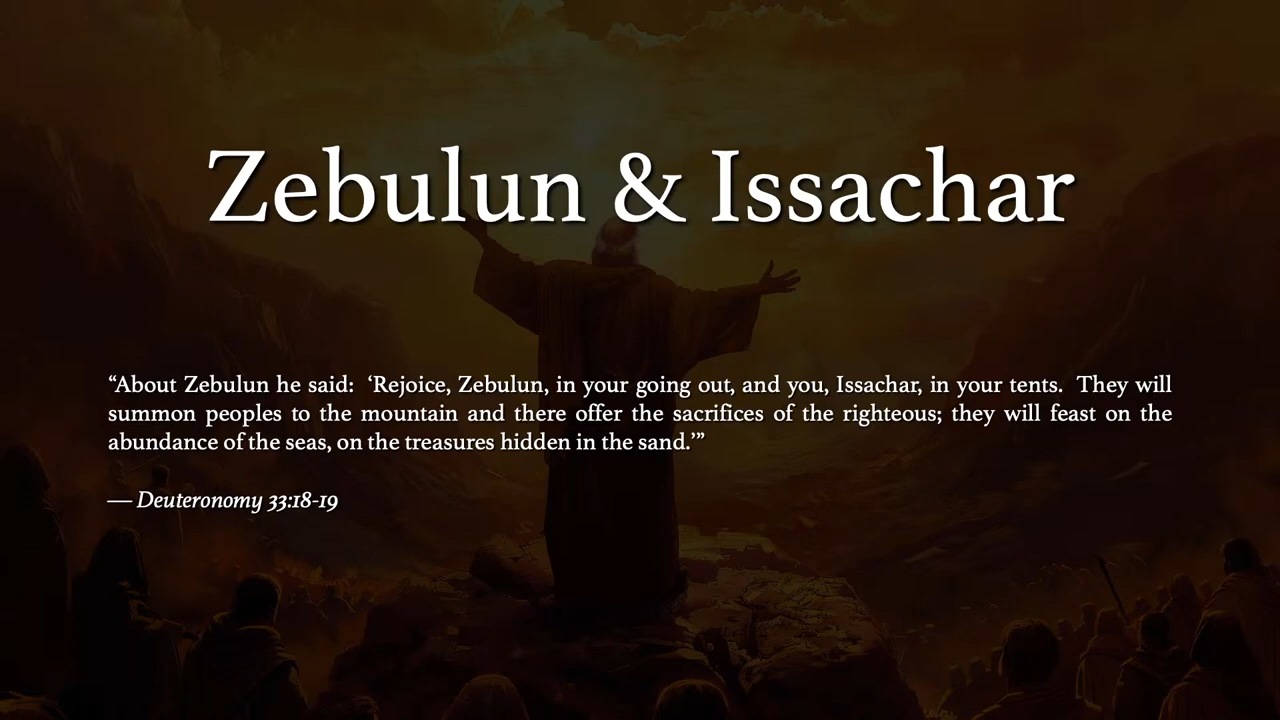 Zebulun & Issachar
“About Zebulun he said: ‘Rejoice, Zebulun, in your going out, and you, Issachar, in your tents. They will
summon peoples to the mountain and there offer the sacrifices of the righteous; they will feast on the
abundance of the seas, on the treasures hidden in the sand.’”
— Deuteronomy 33:18-19